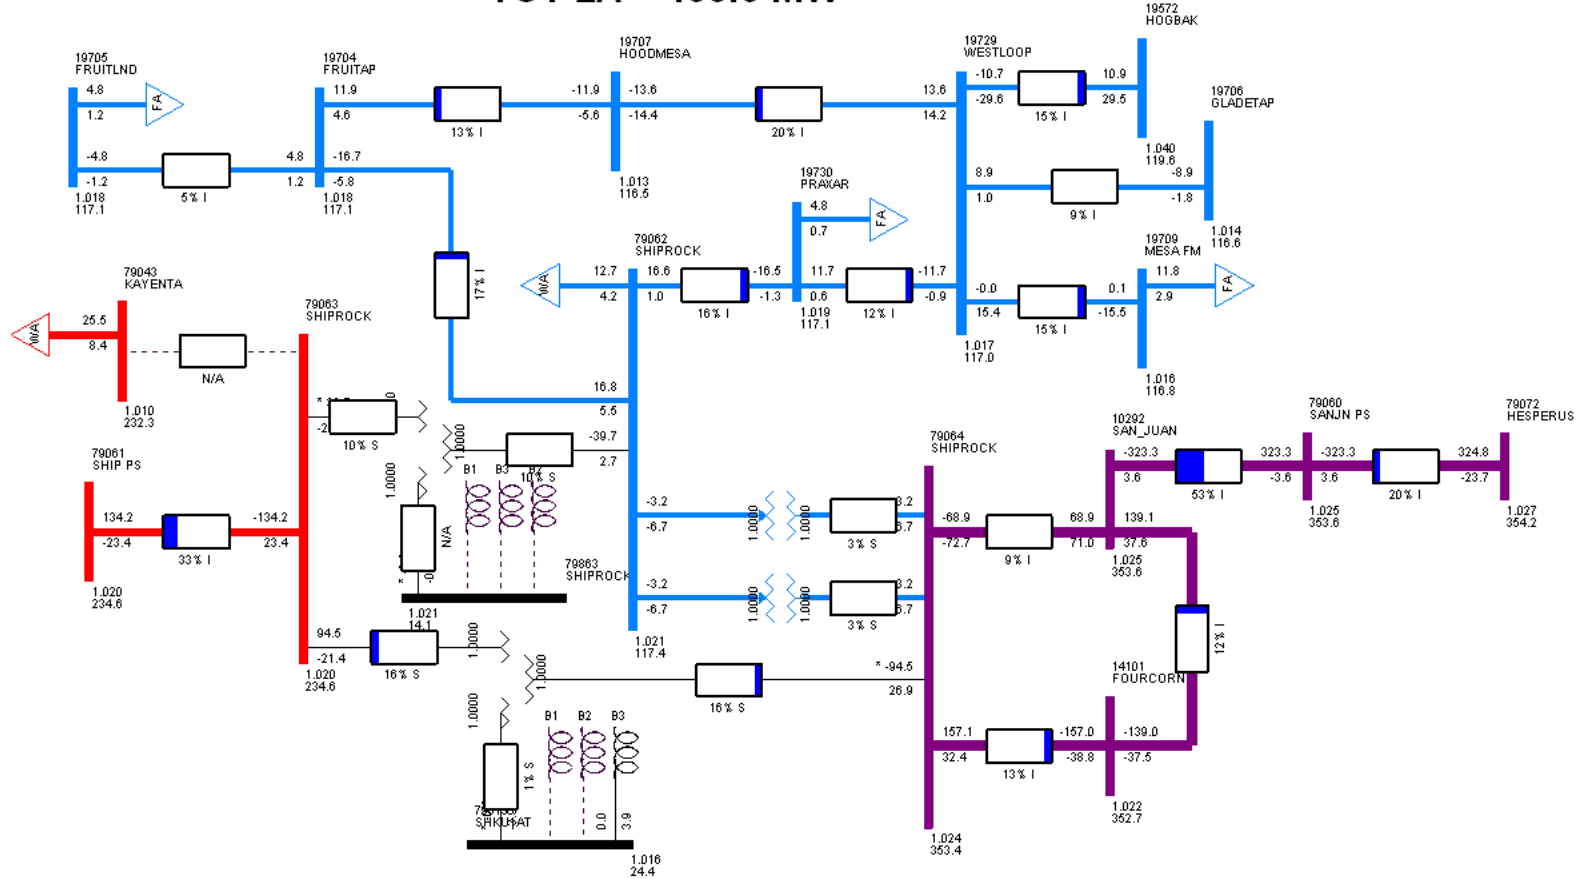 19572
HOGBAK
19707
HOODMESA
19729
WESTLOOP
19705
FRUITLND
19704
FRUITAP
4.8
1.2
FA
11.9
4.6
13% I
-11.9
-5.6
-13.6
-14.4
20% I
13.6
14.2
-10.7
-29.6
15% I
10.9
29.5
19706
GLADETAP
1.040
119.6
-4.8
-1.2
5% I
4.8
1.2
-16.7
-5.8
1.018
117.1
1.018
117.1
1.013
116.5
19730
PRAXAR
4.8
0.7
FA
8.9
1.0
9% I
-8.9
-1.8
1.014
116.6
79062
SHIPROCK
WA
12.7
4.2
16.6
1.0
16% I
-16.5
-1.3
11.7
0.6
12% I
-11.7
-0.9
1.019
117.1
19709
MESA FM
-0.0
15.4
15% I
0.1
-15.5
11.8
2.9
FA
1.017
117.0
1.016
116.8
17% I
79043
KAYENTA
WA
25.5
8.4
N/A
1.010
232.3
79063
SHIPROCK
10% S
16.8
5.5
1.0000
-39.7
2.7
10% S
B1
B3
B2
1.0000
N/A
79863
SHIPROCK
1.021
14.1
79061
SHIP PS
134.2
-23.4
33% I
-134.2
23.4
1.020
234.6
79064
SHIPROCK
-3.2
-6.7
1.0000
1.0000
3% S
-3.2
-6.7
1.0000
1.0000
3% S
1.021
117.4
10292
SAN_JUAN
79060
SANJN PS
79072
HESPERUS
-323.3
3.6
53% I
323.3
-3.6
-323.3
3.6
20% I
324.8
-23.7
1.025
353.6
1.027
354.2
-68.9
-72.7
9% I
68.9
71.0
139.1
37.6
1.025
353.6
12% I
94.5
-21.4
16% S
1.0000
1.020
234.6
1.0000
16% S
* -94.5
26.9
14101
FOURCORN
157.1
32.4
13% I
-157.0
-38.8
-139.0
-37.5
1.022
352.7
1.024
353.4
1.0000
B1
B2
B3
1% S
0.0
3.9
1.016
24.4